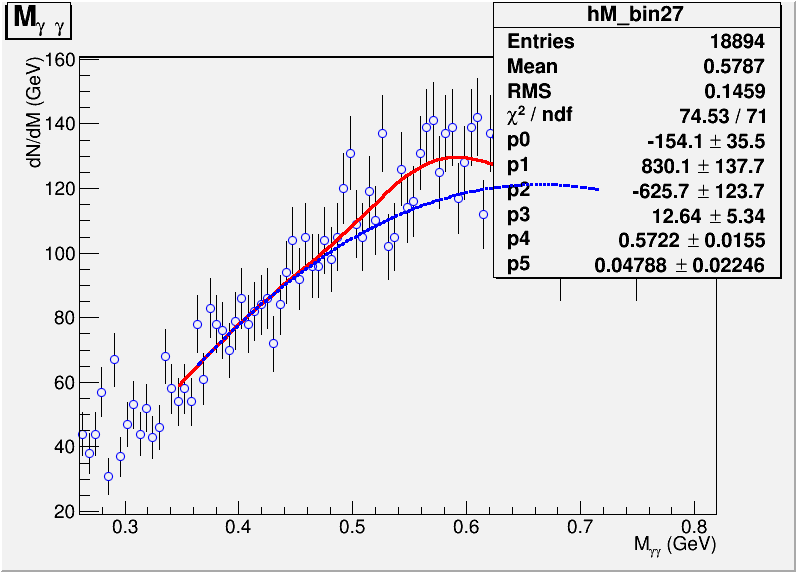 M γ γ
hM_bin27
Entries 18894
Mean 0.5787
RMS 0.1459
χ² / ndf 74.53 / 71
p0 -154.1 ± 35.5
p1 830.1 ± 137.7
p2 -625.7 ± 123.7
p3 12.64 ± 5.34
p4 0.5722 ± 0.0155
p5 0.04788 ± 0.02246
dN/dM (GeV)
160
140
120
100
80
60
40
20
0.3 0.4 0.5 0.6 0.7 0.8
Mγγ (GeV)